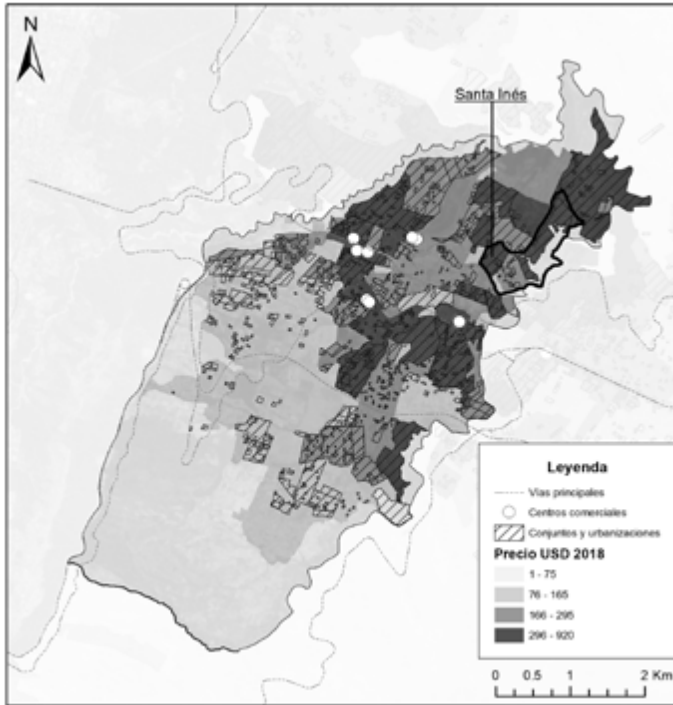 N
Santa Inés
Leyenda
Vías principales
Centros comerciales
Conjuntos y urbanizaciones
Precio USD 2018
1 - 75
76 - 165
166 - 295
296 - 920
0 0.5 1 2 Km